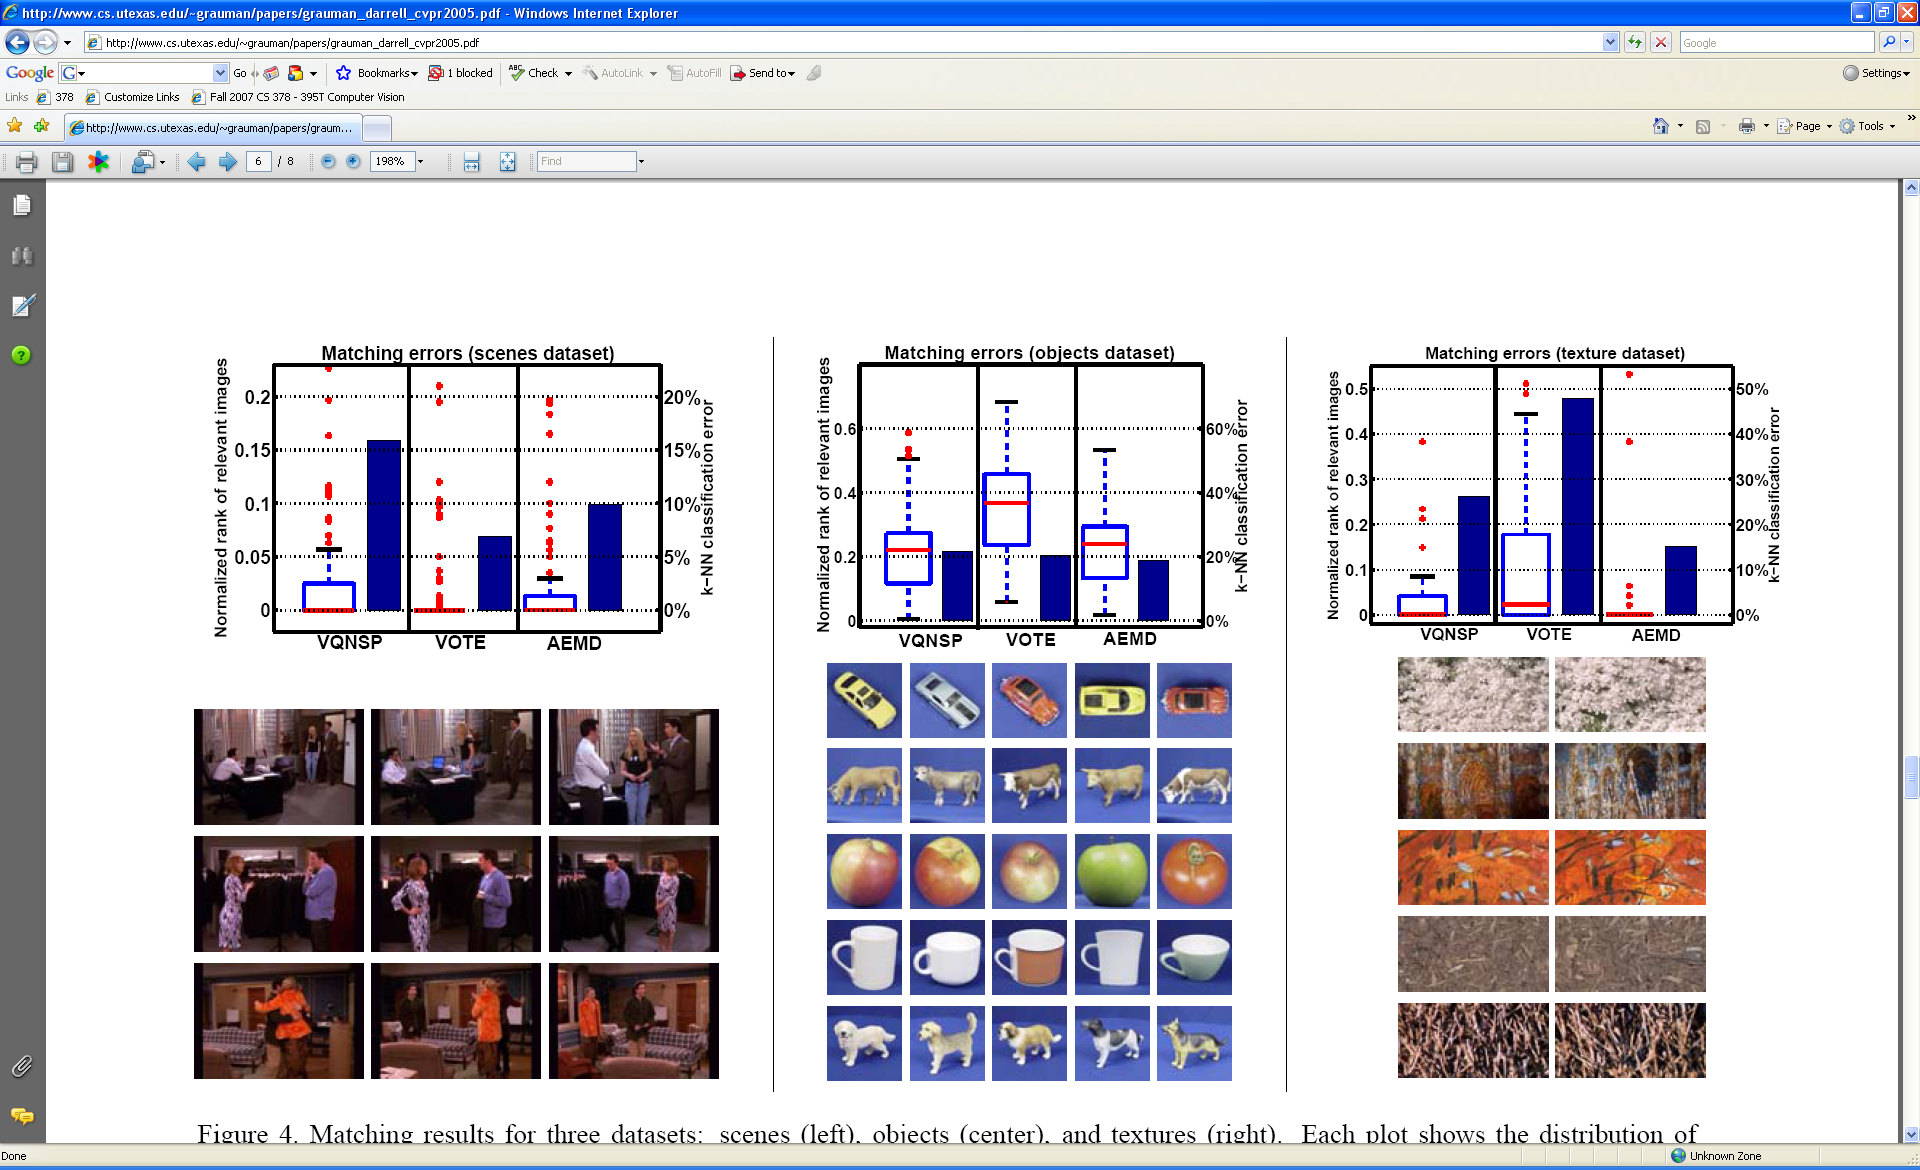 http://www.cs.utexas.edu/~grauman/papers/grauman_darrell_cvpr2005.pdf - Windows Internet Explorer
http://www.cs.utexas.edu/~grauman/papers/grauman_darrell_cvpr2005.pdf
Google
Google
G
Go
Bookmarks
1 blocked
ABC
Check
AutoLink
AutoFill
Send to
Settings
Links
378
Customize Links
Fall 2007 CS 378 - 395T Computer Vision
http://www.cs.utexas.edu/~grauman/papers/graum...
Page
Tools
6 / 8
198%
Find
Matching errors (scenes dataset)
Normalized rank of relevant images
0.2
0.15
0.1
0.05
0
20%
15%
10%
5%
0%
k-NN classification error
VQNSP
VOTE
AEMD
Matching errors (objects dataset)
Normalized rank of relevant images
0.6
0.4
0.2
0
60%
40%
20%
0%
k-NN classification error
VQNSP
VOTE
AEMD
Matching errors (texture dataset)
Normalized rank of relevant images
0.5
0.4
0.3
0.2
0.1
0
50%
40%
30%
20%
10%
0%
k-NN classification error
VQNSP
VOTE
AEMD
Figure 4. Matching results for three datasets: scenes (left), objects (center), and textures (right). Each plot shows the distribution of
Done
Unknown Zone